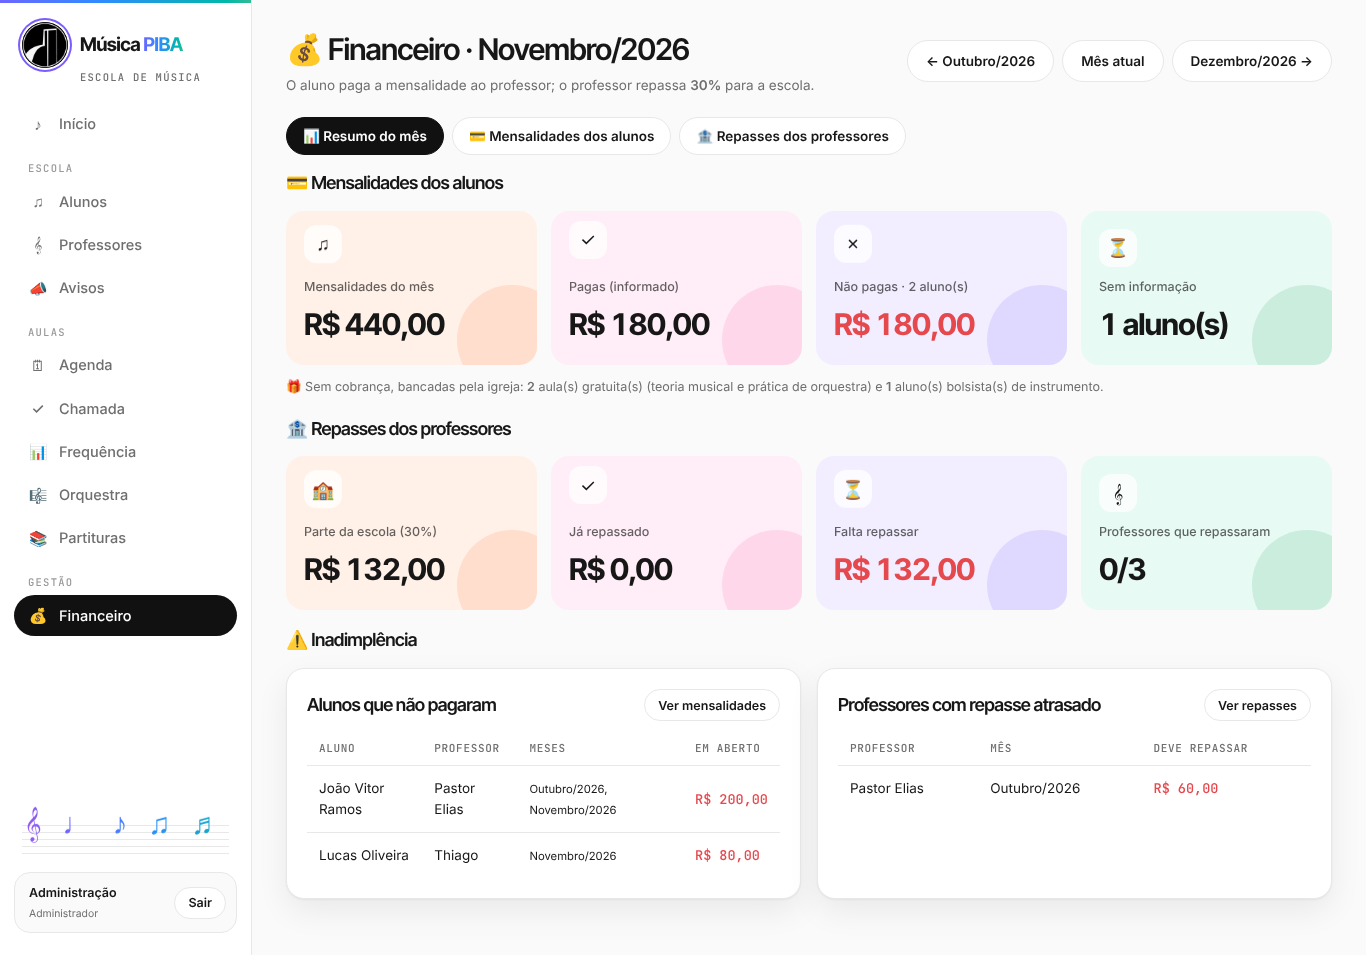 Música PIBA
ESCOLA DE MÚSICA
Início
ESCOLA
Alunos
Professores
Avisos
AULAS
Agenda
Chamada
Frequência
Orquestra
Partituras
GESTÃO
Financeiro
Administração
Administrador
Sair
Financeiro · Novembro/2026
O aluno paga a mensalidade ao professor; o professor repassa 30% para a escola.
← Outubro/2026
Mês atual
Dezembro/2026 →
Resumo do mês
Mensalidades dos alunos
Repasses dos professores
Mensalidades dos alunos
Mensalidades do mês
R$ 440,00
Pagas (informado)
R$ 180,00
Não pagas · 2 aluno(s)
R$ 180,00
Sem informação
1 aluno(s)
Sem cobrança, bancadas pela igreja: 2 aula(s) gratuita(s) (teoria musical e prática de orquestra) e 1 aluno(s) bolsista(s) de instrumento.
Repasses dos professores
Parte da escola (30%)
R$ 132,00
Já repassado
R$ 0,00
Falta repassar
R$ 132,00
Professores que repassaram
0/3
Inadimplência
Alunos que não pagaram
Ver mensalidades
ALUNO PROFESSOR MESES EM ABERTO
João Vitor Ramos Pastor Elias Outubro/2026, Novembro/2026 R$ 200,00
Lucas Oliveira Thiago Novembro/2026 R$ 80,00
Professores com repasse atrasado
Ver repasses
PROFESSOR MÊS DEVE REPASSAR
Pastor Elias Outubro/2026 R$ 60,00